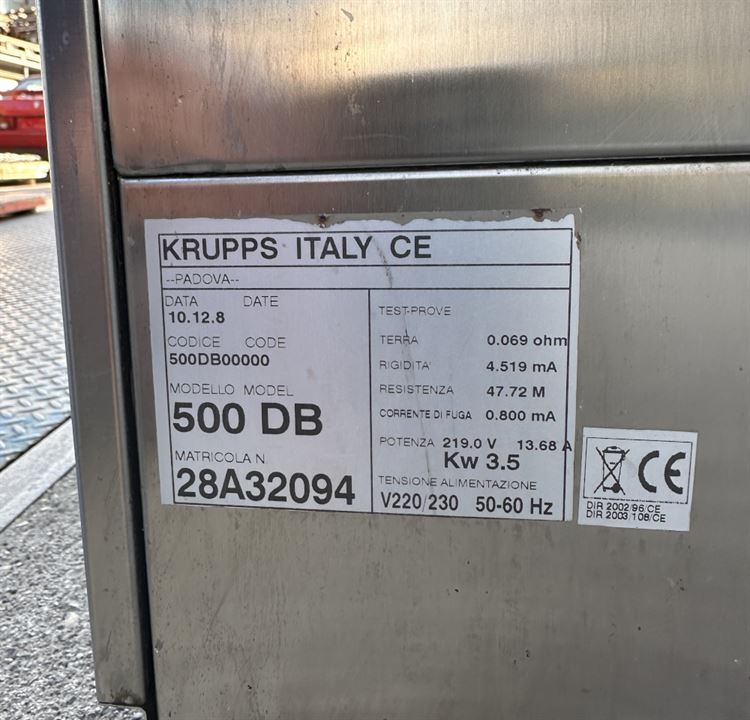 KRUPPS ITALY CE
--PADOVA--
DATA DATE
10.12.8
CODICE CODE
500DB00000
MODELLO MODEL
500 DB
MATRICOLA N.
28A32094
TEST-PROVE
TERRA 0.069 ohm
RIGIDITA' 4.519 mA
RESISTENZA 47.72 M
CORRENTE DI FUGA 0.800 mA
POTENZA 219.0 V 13.68 A
Kw 3.5
TENSIONE ALIMENTAZIONE
V220/230 50-60 Hz
CE
DIR 2002/96/CE
DIR 2003/108/CE